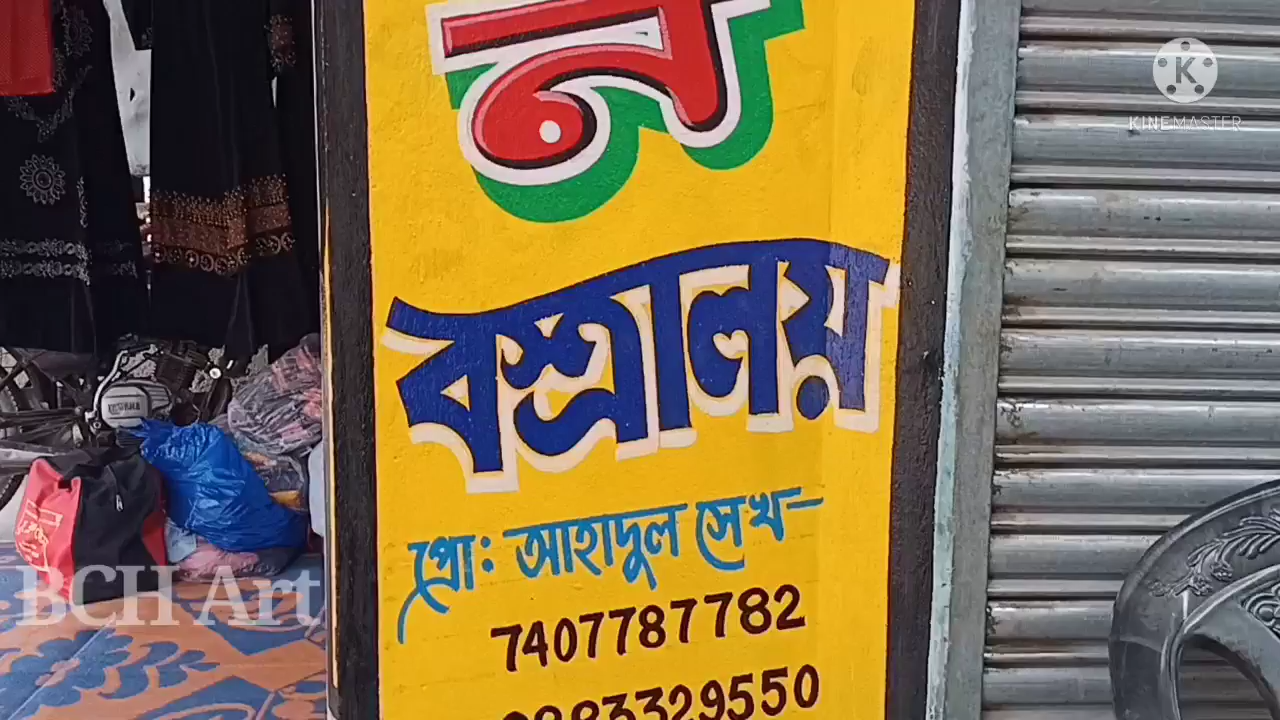 K
KINEMASTER
ন
বস্ত্রালয়
প্রো: আহাদুল সেখ
7407787782
BCH Art